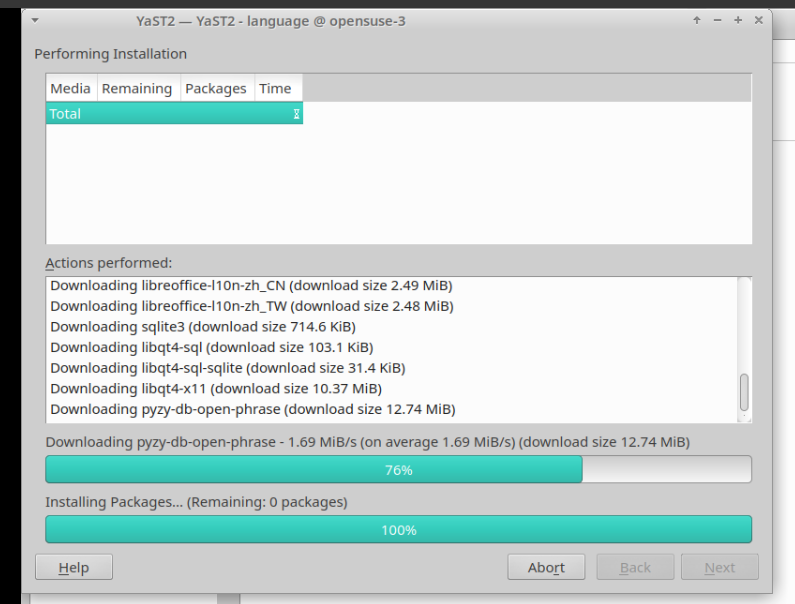 YaST2 — YaST2 - language @ opensuse-3
Performing Installation
Media Remaining Packages Time
Total
Actions performed:
Downloading libreoffice-l10n-zh_CN (download size 2.49 MiB)
Downloading libreoffice-l10n-zh_TW (download size 2.48 MiB)
Downloading sqlite3 (download size 714.6 KiB)
Downloading libqt4-sql (download size 103.1 KiB)
Downloading libqt4-sql-sqlite (download size 31.4 KiB)
Downloading libqt4-x11 (download size 10.37 MiB)
Downloading pyzy-db-open-phrase (download size 12.74 MiB)
Downloading pyzy-db-open-phrase - 1.69 MiB/s (on average 1.69 MiB/s) (download size 12.74 MiB)
76%
Installing Packages... (Remaining: 0 packages)
100%
Help Abort Back Next